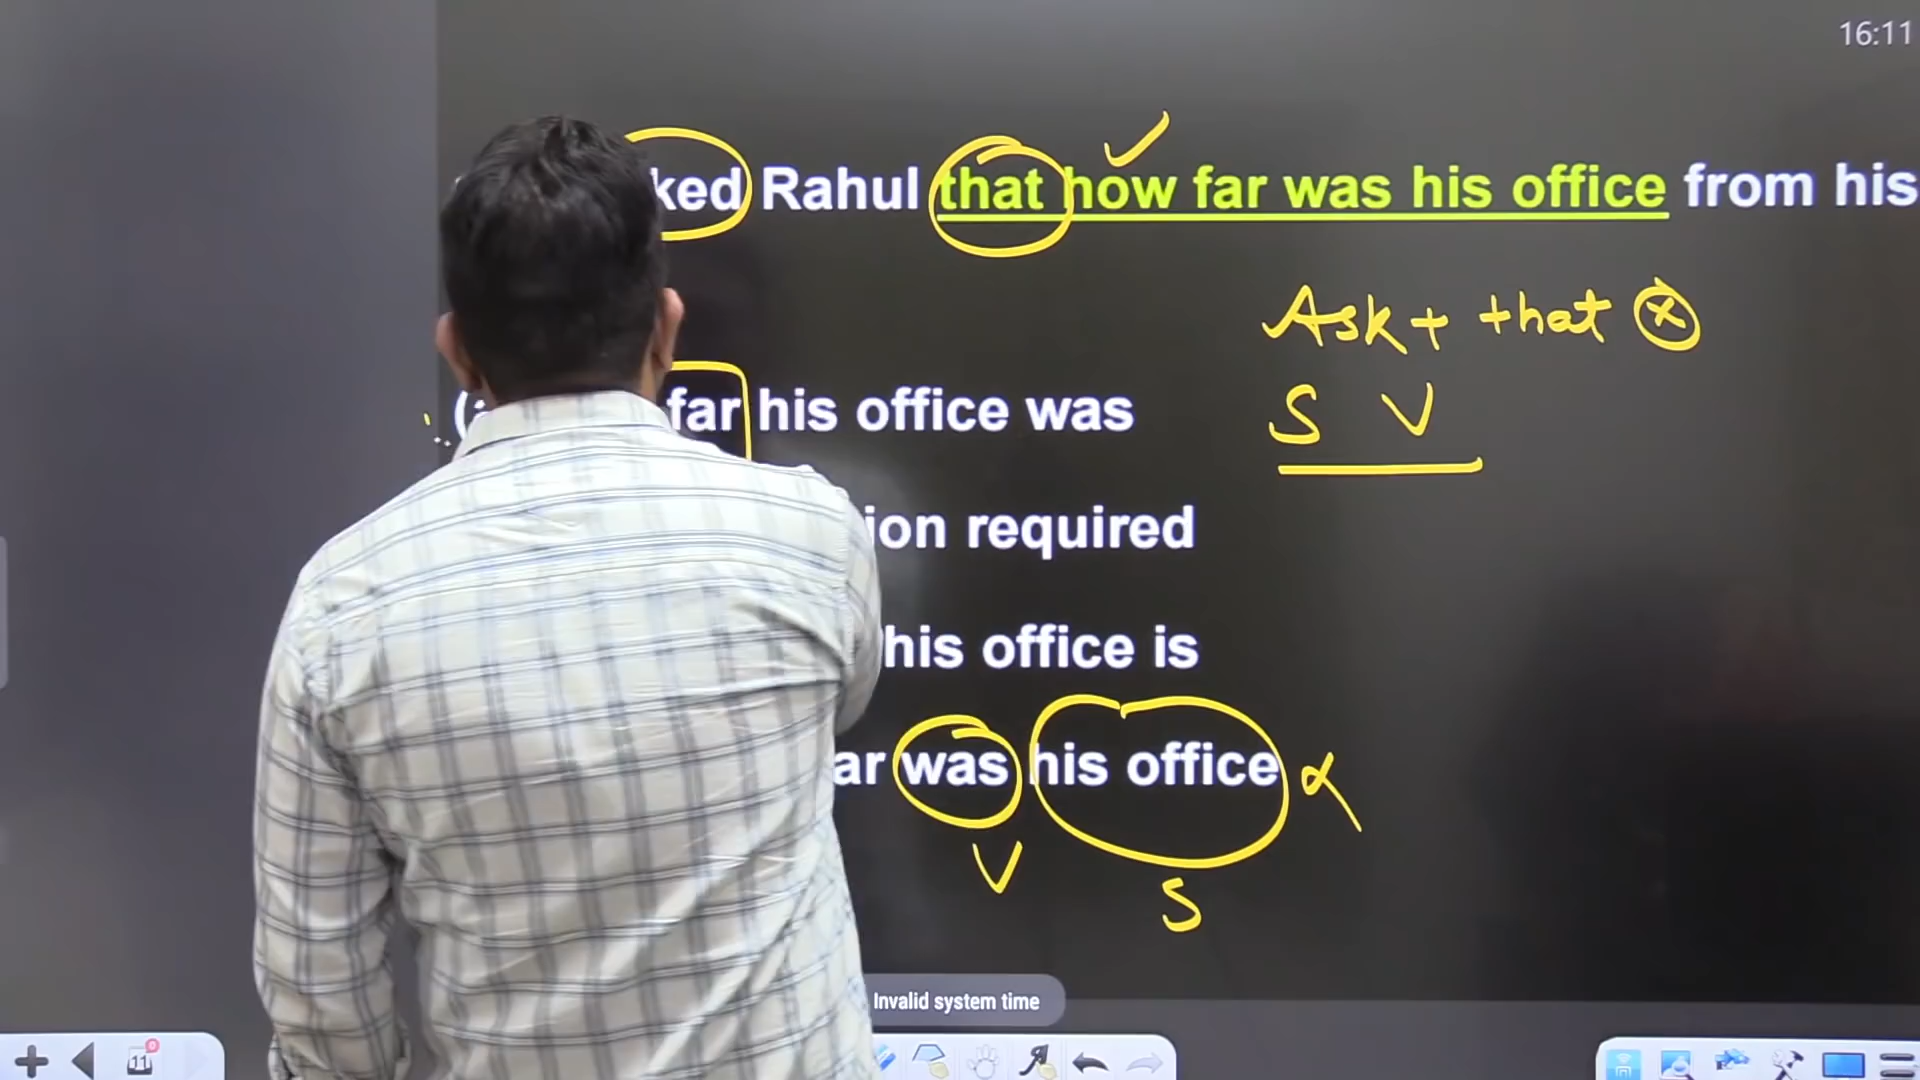 16:11
ked Rahul that how far was his office from his
Ask + that
far his office was
S V
ion required
his office is
ar was his office
V
S
Invalid system time
11